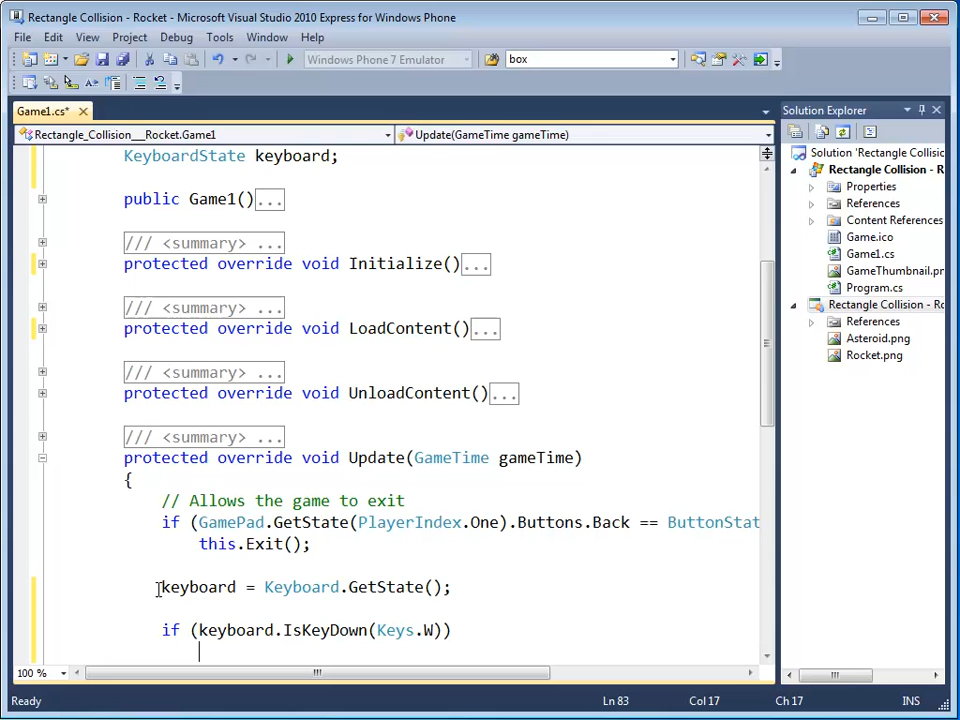 Rectangle Collision - Rocket - Microsoft Visual Studio 2010 Express for Windows Phone
File Edit View Project Debug Tools Window Help
Windows Phone 7 Emulator box
Game1.cs* Solution Explorer
Rectangle_Collision__Rocket.Game1 Update(GameTime gameTime)
KeyboardState keyboard;
public Game1()...
/// <summary> ...
protected override void Initialize()...
/// <summary> ...
protected override void LoadContent()...
/// <summary> ...
protected override void UnloadContent()...
/// <summary> ...
protected override void Update(GameTime gameTime)
{
// Allows the game to exit
if (GamePad.GetState(PlayerIndex.One).Buttons.Back == ButtonStat
this.Exit();
keyboard = Keyboard.GetState();
if (keyboard.IsKeyDown(Keys.W))
Solution 'Rectangle Collisio
Rectangle Collision - R
Properties
References
Content References
Game.ico
Game1.cs
GameThumbnail.pn
Program.cs
Rectangle Collision - Ro
References
Asteroid.png
Rocket.png
100 %
Ready Ln 83 Col 17 Ch 17 INS